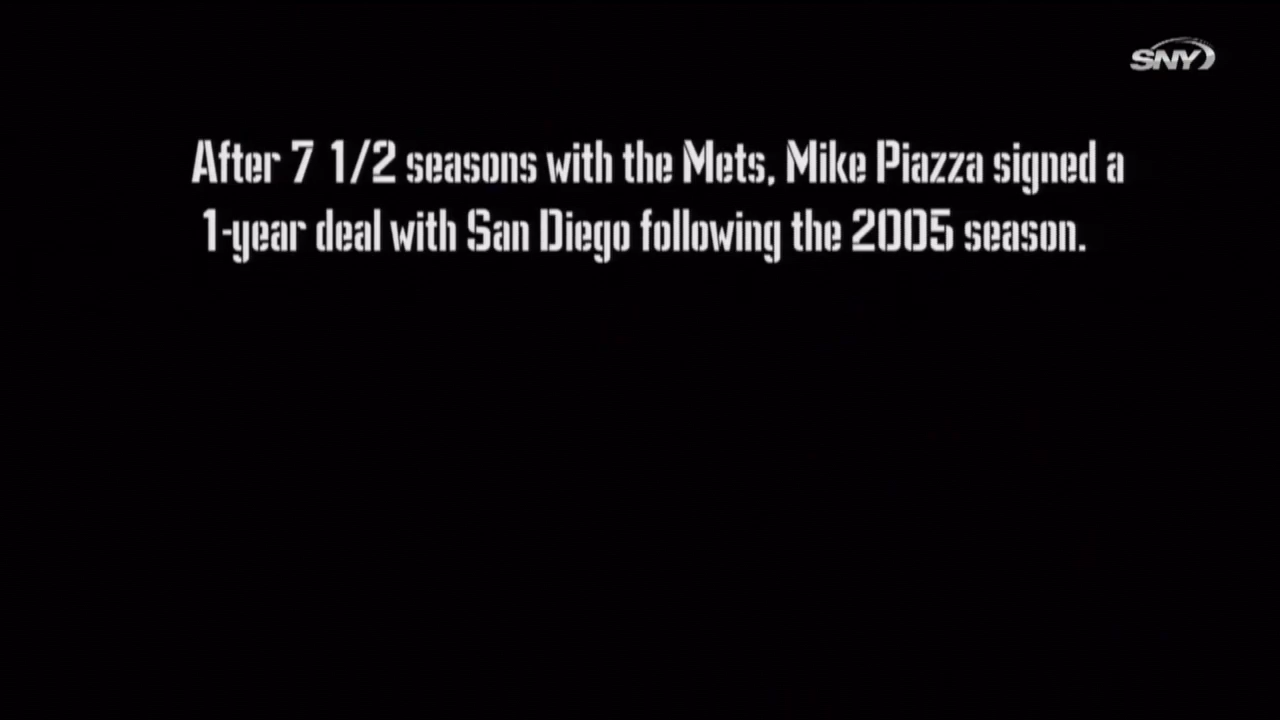 SNY
After 7 1/2 seasons with the Mets, Mike Piazza signed a
1-year deal with San Diego following the 2005 season.